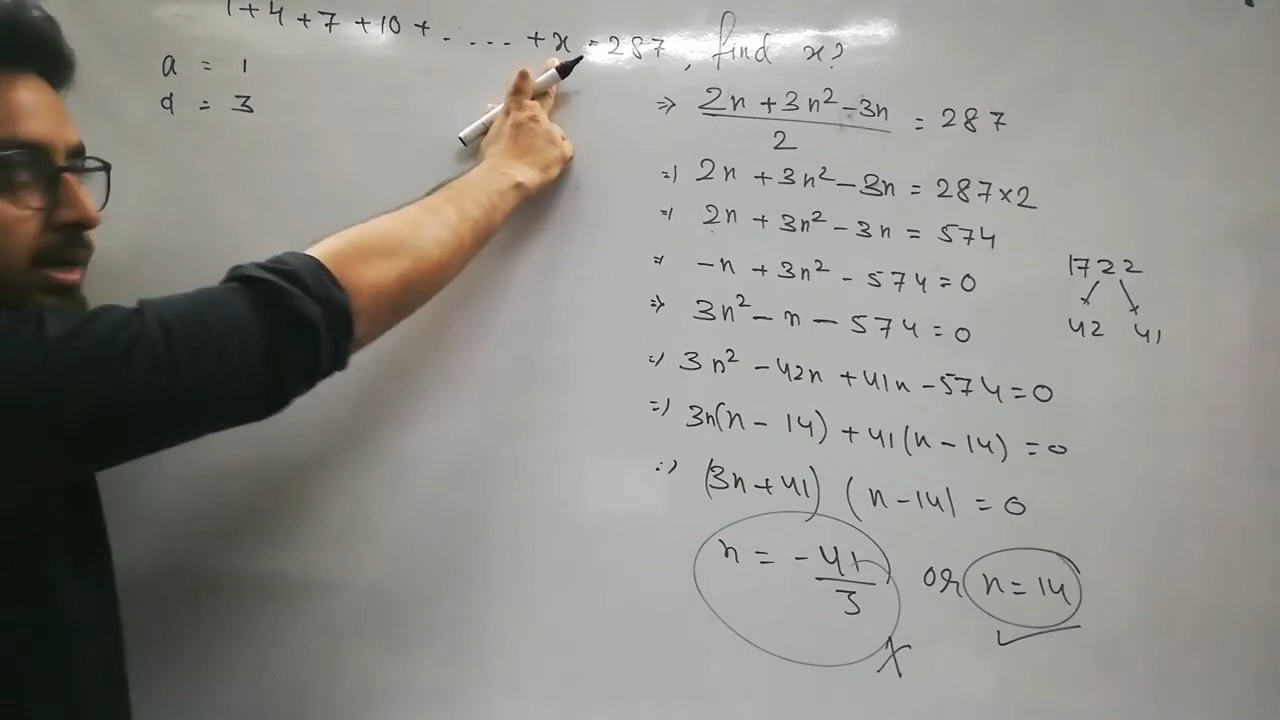 1+4+7+10+.....+x=287, find x?
a = 1
d = 3
⇒ (2n+3n²-3n)/2 = 287
⇒ 2n+3n²-3n = 287×2
⇒ 2n+3n²-3n = 574
⇒ -n+3n²-574=0
⇒ 3n²-n-574=0
1722
42 41
⇒ 3n²-42n+41n-574=0
⇒ 3n(n-14)+41(n-14)=0
⇒ (3n+41)(n-14)=0
n = -41/3 or n=14